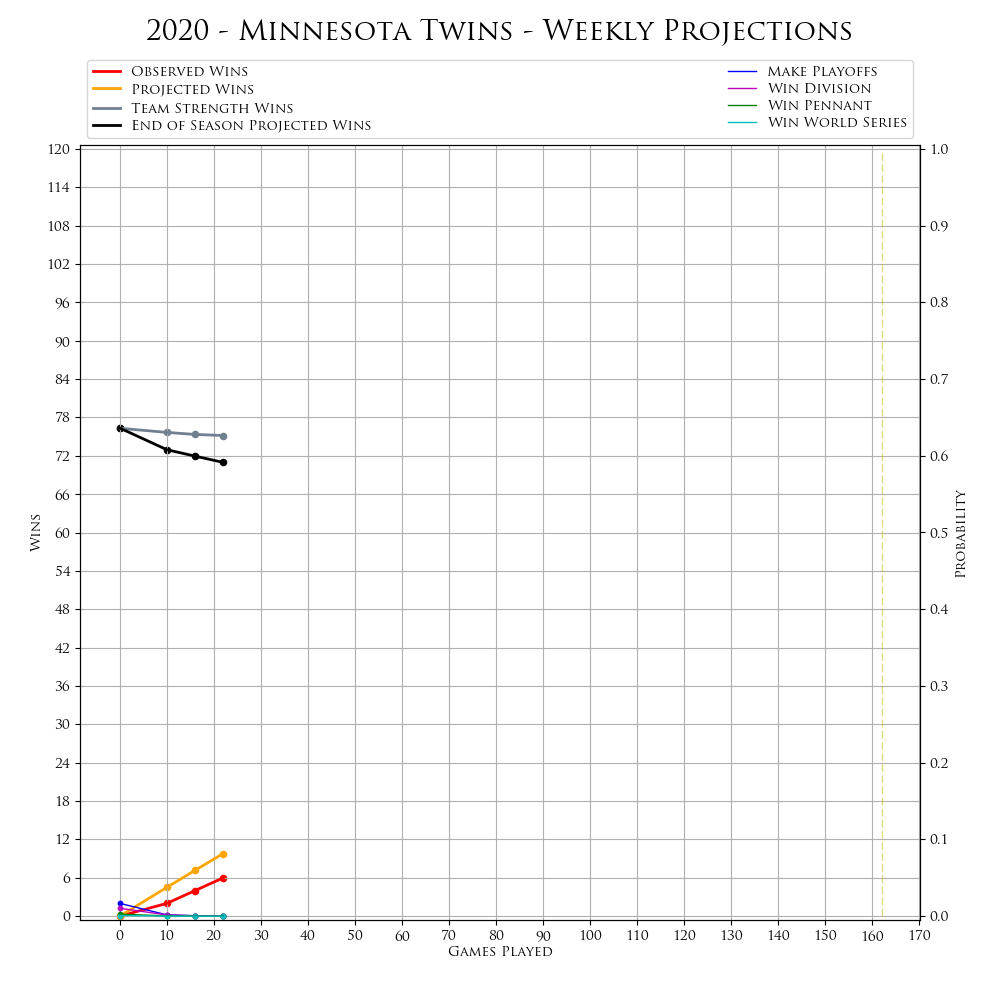 2020 - Minnesota Twins - Weekly Projections
Observed Wins
Projected Wins
Team Strength Wins
End of Season Projected Wins
Make Playoffs
Win Division
Win Pennant
Win World Series
120
114
108
102
96
90
84
78
72
66
60
54
48
42
36
30
24
18
12
6
0
Wins
1.0
0.9
0.8
0.7
0.6
0.5
0.4
0.3
0.2
0.1
0.0
Probability
0 10 20 30 40 50 60 70 80 90 100 110 120 130 140 150 160 170
Games Played